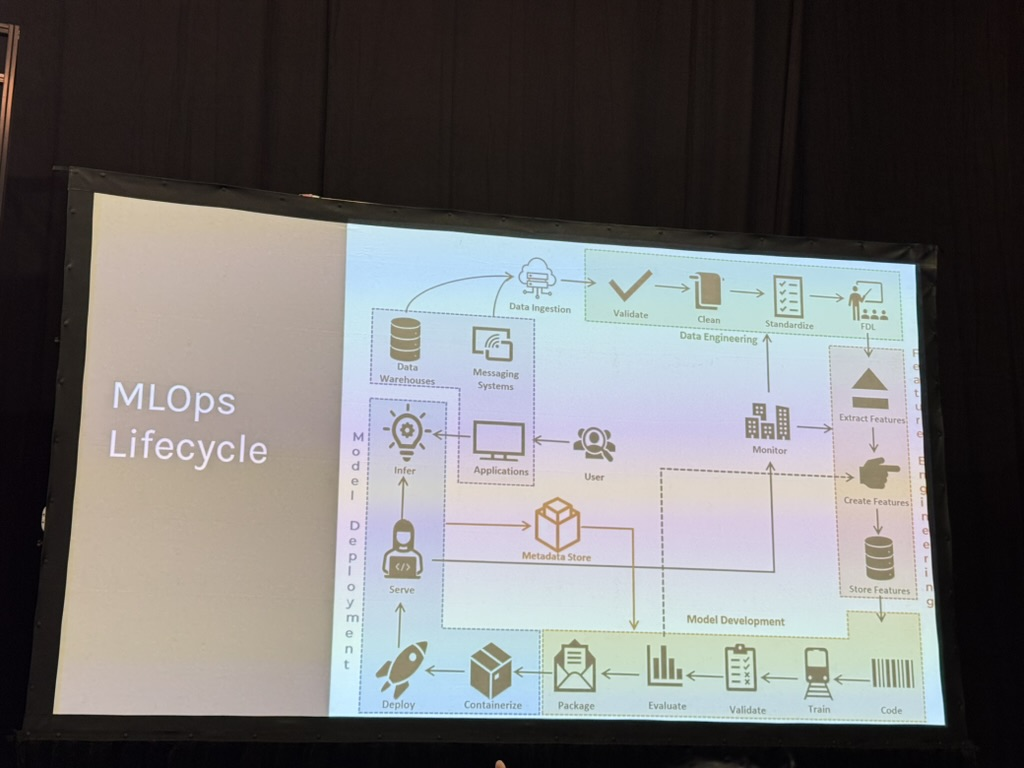 MLOps
Lifecycle
Data Ingestion
Validate
Clean
Standardize
FDL
Data Engineering
Data
Warehouses
Messaging
Systems
Applications
User
Infer
Serve
Deploy
Containerize
Model Deployment
Metadata Store
Monitor
Extract Features
Create Features
Store Features
Feature Engineering
Model Development
Package
Evaluate
Validate
Train
Code